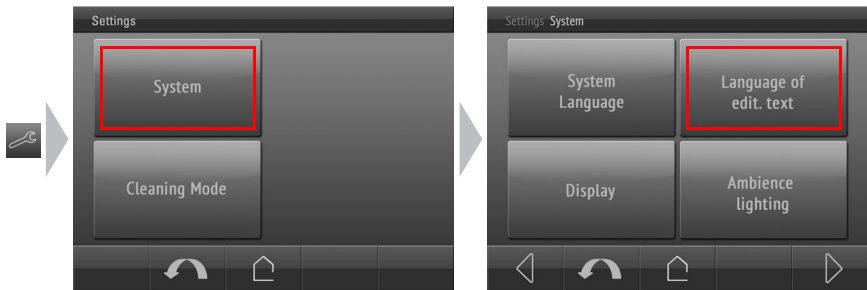 Settings
System
Cleaning Mode
Settings System
System
Language
Language of
edit. text
Display
Ambience
lighting